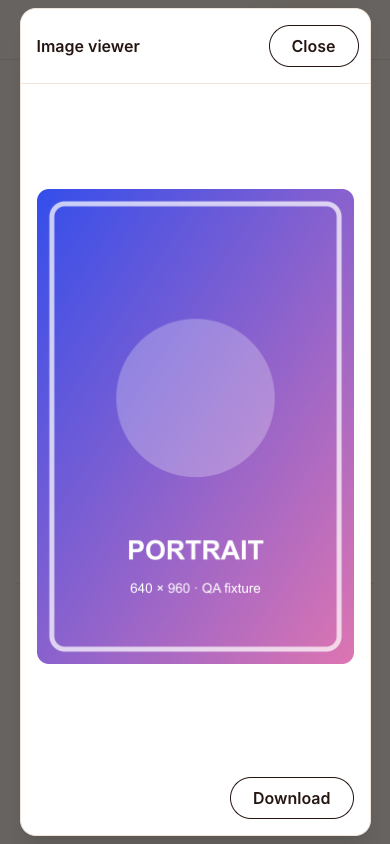 Image viewer
Close
PORTRAIT
640 × 960 · QA fixture
Download